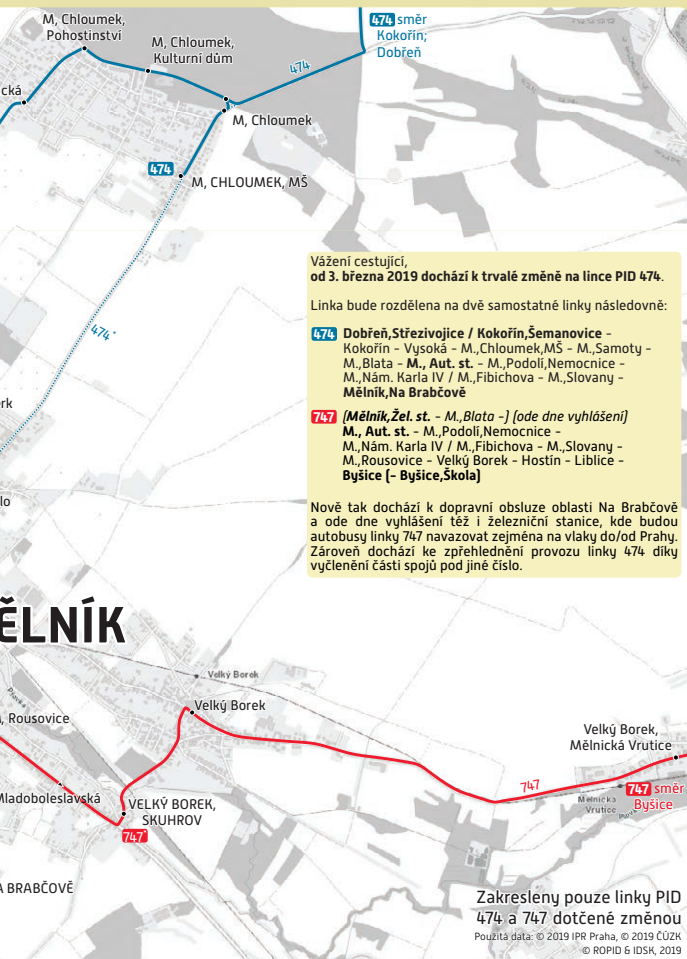 M, Chloumek,
Pohostinství
M, Chloumek,
Kulturní dům
474 směr
Kokořín;
Dobřeň
474
cká
M, Chloumek
474
M, CHLOUMEK, MŠ
474*
rk
lo
Vážení cestující,
od 3. března 2019 dochází k trvalé změně na lince PID 474.
Linka bude rozdělena na dvě samostatné linky následovně:
474 Dobřeň,Střezivojice / Kokořín,Šemanovice -
Kokořín - Vysoká - M.,Chloumek,MŠ - M.,Samoty -
M.,Blata - M., Aut. st. - M.,Podolí,Nemocnice -
M.,Nám. Karla IV / M.,Fibichova - M.,Slovany -
Mělník,Na Brabčově
747 (Mělník,Žel. st. - M.,Blata -) (ode dne vyhlášení)
M., Aut. st. - M.,Podolí,Nemocnice -
M.,Nám. Karla IV / M.,Fibichova - M.,Slovany -
M.,Rousovice - Velký Borek - Hostín - Liblice -
Byšice (- Byšice,Škola)
Nově tak dochází k dopravní obsluze oblasti Na Brabčově
a ode dne vyhlášení též i železniční stanice, kde budou
autobusy linky 747 navazovat zejména na vlaky do/od Prahy.
Zároveň dochází ke zpřehlednění provozu linky 474 díky
vyčlenění části spojů pod jiné číslo.
ĚLNÍK
Velký Borek
Velký Borek
, Rousovice
Pšovka
Velký Borek,
Mělnická Vrutice
747
Mělnická
Vrutice
747 směr
Byšice
Mladoboleslavská
VELKÝ BOREK,
SKUHROV
747*
A BRABČOVĚ
Zakresleny pouze linky PID
474 a 747 dotčené změnou
Použitá data: © 2019 IPR Praha, © 2019 ČÚZK
© ROPID & IDSK, 2019